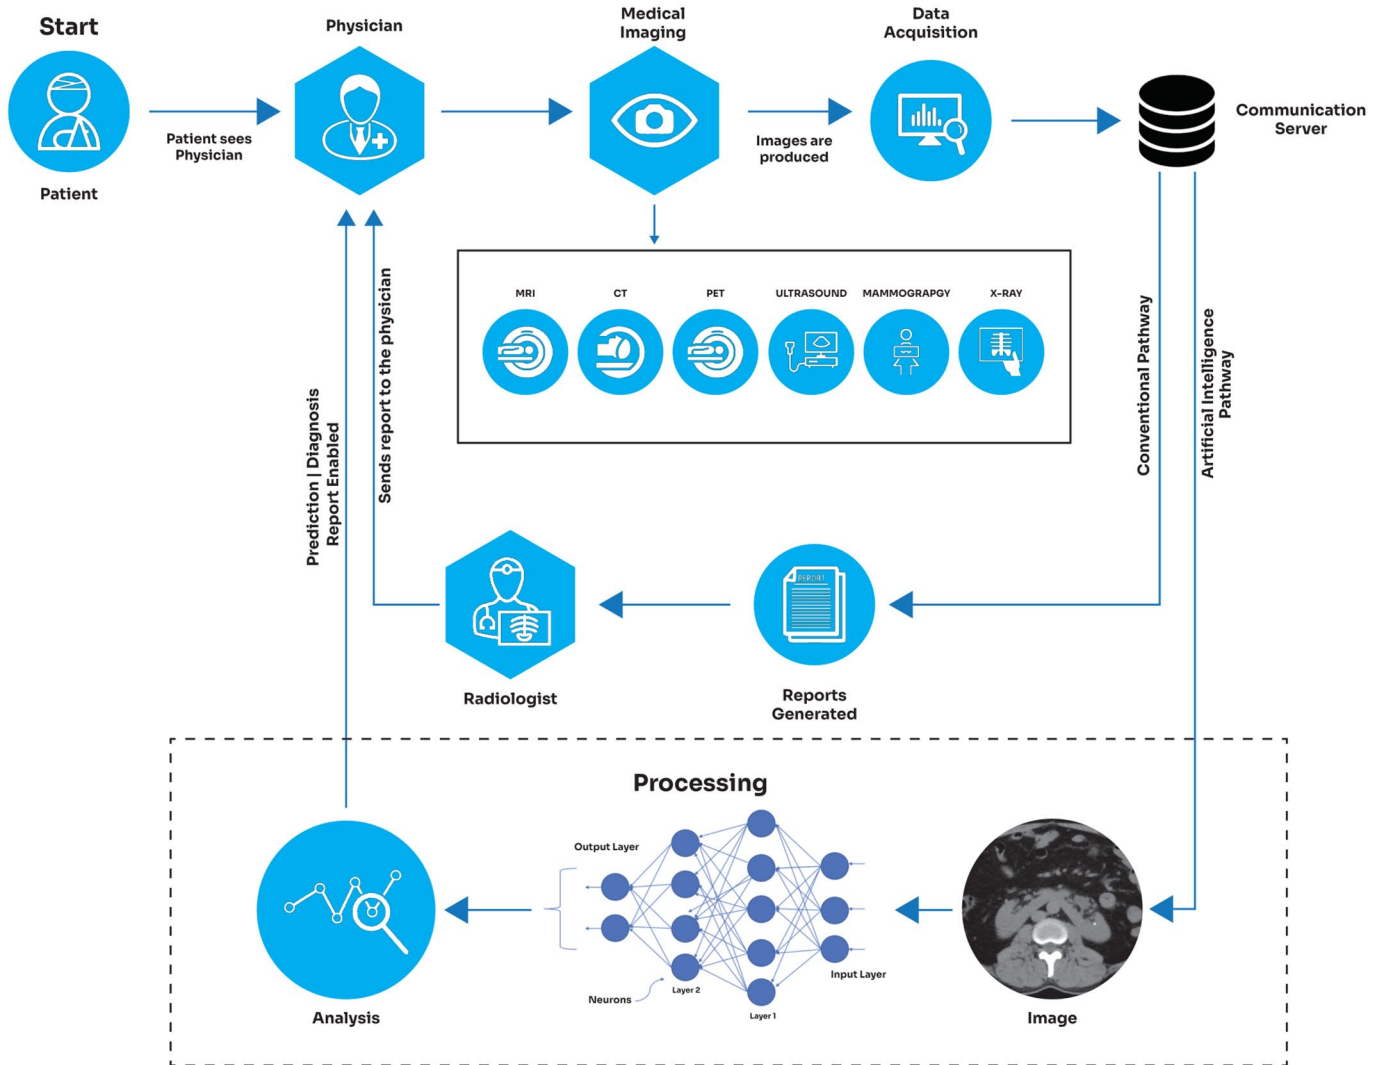 Start
Physician
Medical
Imaging
Data
Acquisition
Communication
Server
Patient sees
Physician
Images are
produced
Patient
MRI
CT
PET
ULTRASOUND
MAMMOGRAPGY
X-RAY
Prediction | Diagnosis
Report Enabled
Sends report to the physician
Conventional Pathway
Artificial Intelligence
Pathway
REPORT
Radiologist
Reports
Generated
Processing
Output Layer
Input Layer
Neurons
Layer 2
Layer 1
Analysis
Image